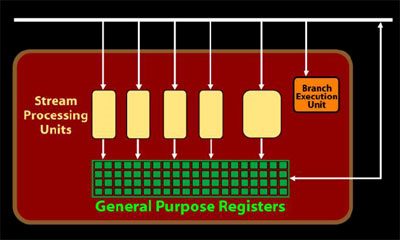 Stream
Processing
Units
Branch
Execution
Unit
General Purpose Registers